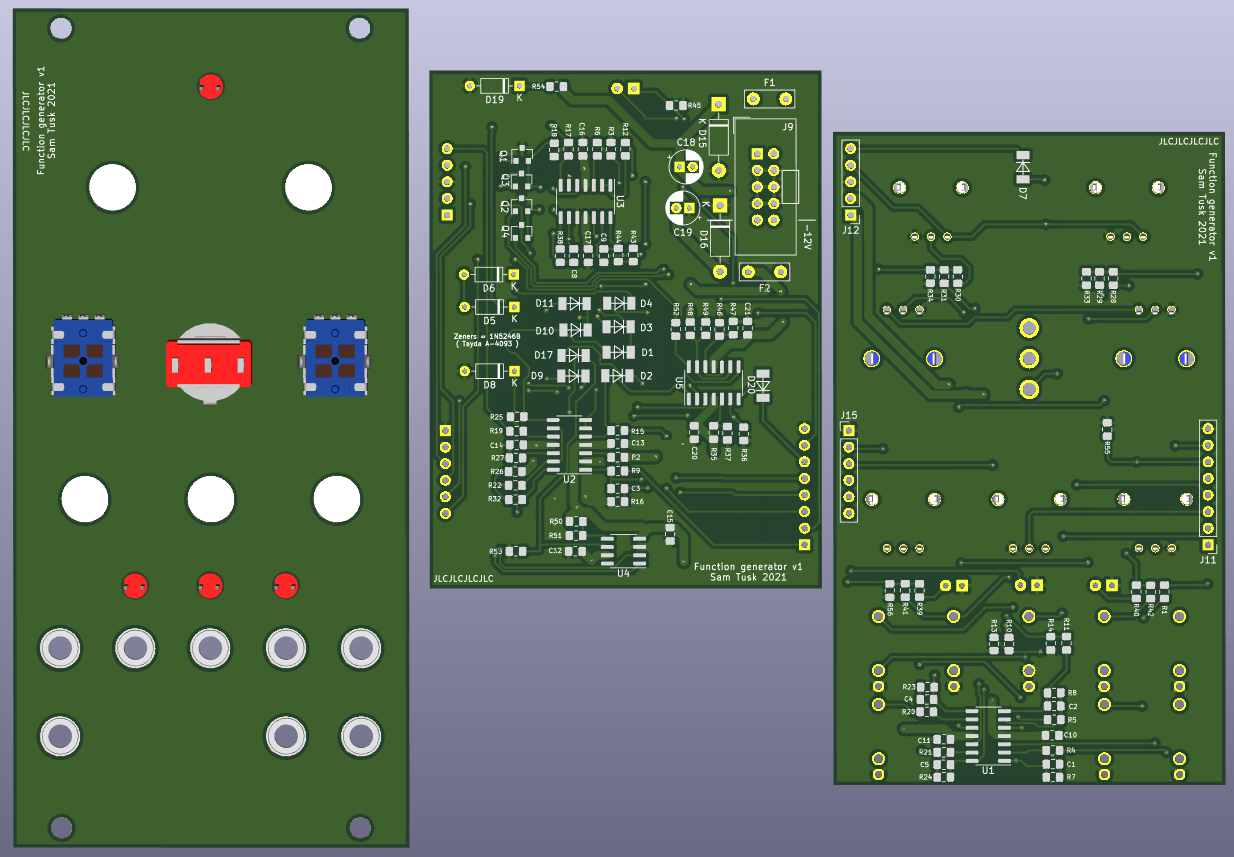 Function generator v1
Sam Tusk 2021
JLCJLCJLCJLC
D19
K
R54
R45
F1
J9
K
D15
C18
R18
R17
C16
R6
R3
R12
Q1
Q3
Q2
Q4
U3
K
D16
C19
-12V
F2
R38
C8
C17
C9
R44
R43
D6
K
D5
K
Zeners = 1N5246B
( Tayda A-4093 )
D8
K
D11
D4
D10
D3
D17
D1
D9
D2
R52
R48
R49
R46
R47
C21
U5
D20
R25
R19
C14
R27
R26
R22
R32
U2
R15
C13
R2
R9
C3
R16
C20
R35
R37
R36
R50
R51
C12
R53
U4
C15
JLCJLCJLCJLC
Function generator v1
Sam Tusk 2021
JLCJLCJLCJLC
Function generator v1
Sam Tusk 2021
J12
D7
R34
R31
R30
R33
R29
R28
J15
R55
J11
R56
R41
R39
R40
R42
R1
R13
R10
R14
R11
R23
C4
R20
R8
C2
R5
C11
R21
C5
R24
U1
C10
R4
C1
R7